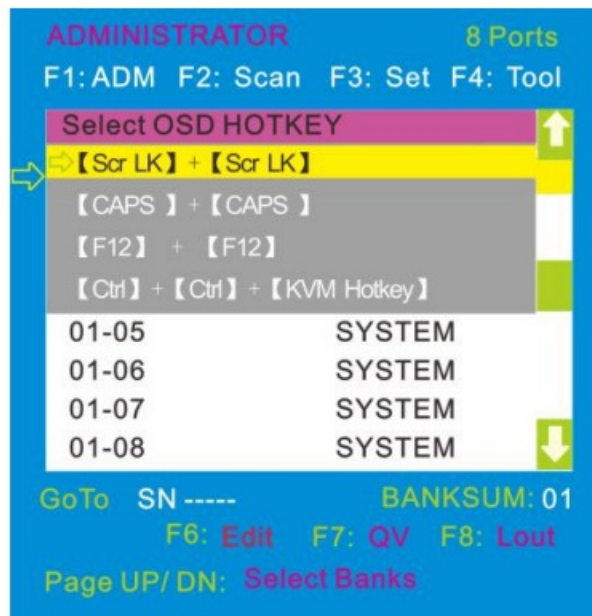 ADMINISTRATOR 8 Ports
F1: ADM F2: Scan F3: Set F4: Tool
Select OSD HOTKEY
【Scr LK】 + 【Scr LK】
【CAPS 】 + 【CAPS 】
【F12】 + 【F12】
【Ctrl】 + 【Ctrl】 + 【KVM Hotkey】
01-05 SYSTEM
01-06 SYSTEM
01-07 SYSTEM
01-08 SYSTEM
GoTo SN ----- BANKSUM: 01
F6: Edit F7: QV F8: Lout
Page UP/ DN: Select Banks